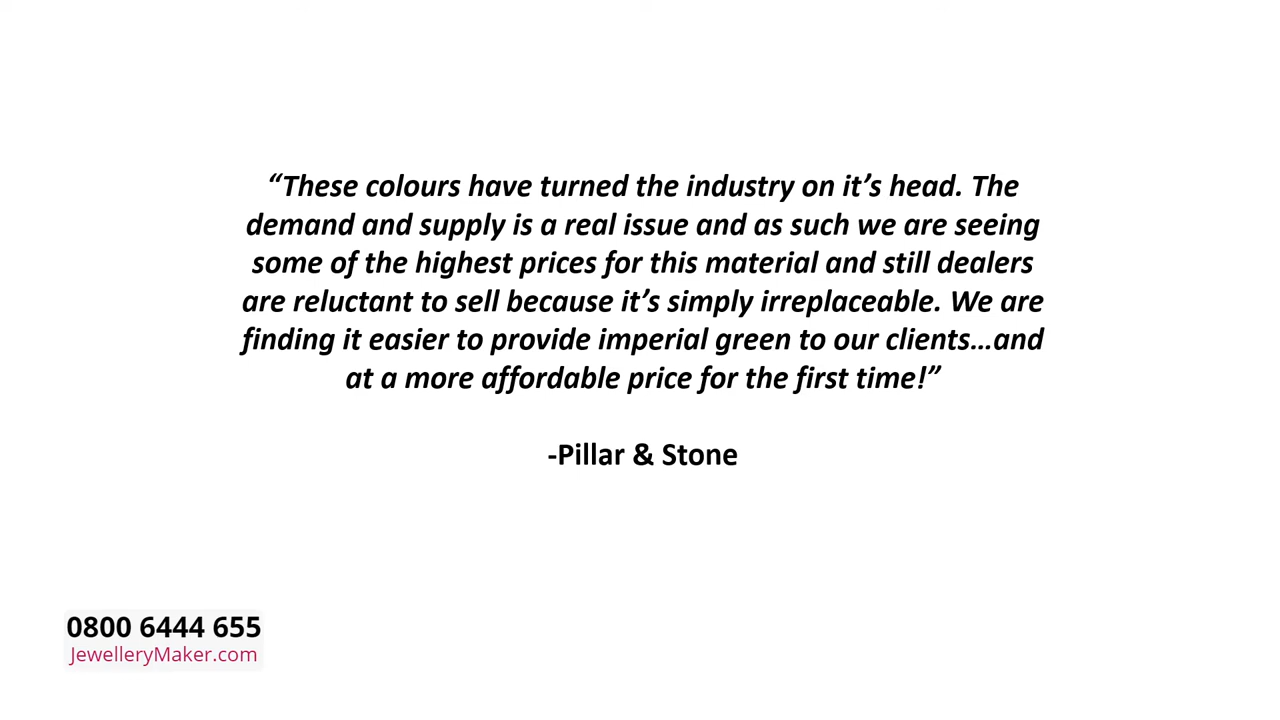 “These colours have turned the industry on it’s head. The
demand and supply is a real issue and as such we are seeing
some of the highest prices for this material and still dealers
are reluctant to sell because it’s simply irreplaceable. We are
finding it easier to provide imperial green to our clients…and
at a more affordable price for the first time!”
-Pillar & Stone
0800 6444 655
JewelleryMaker.com